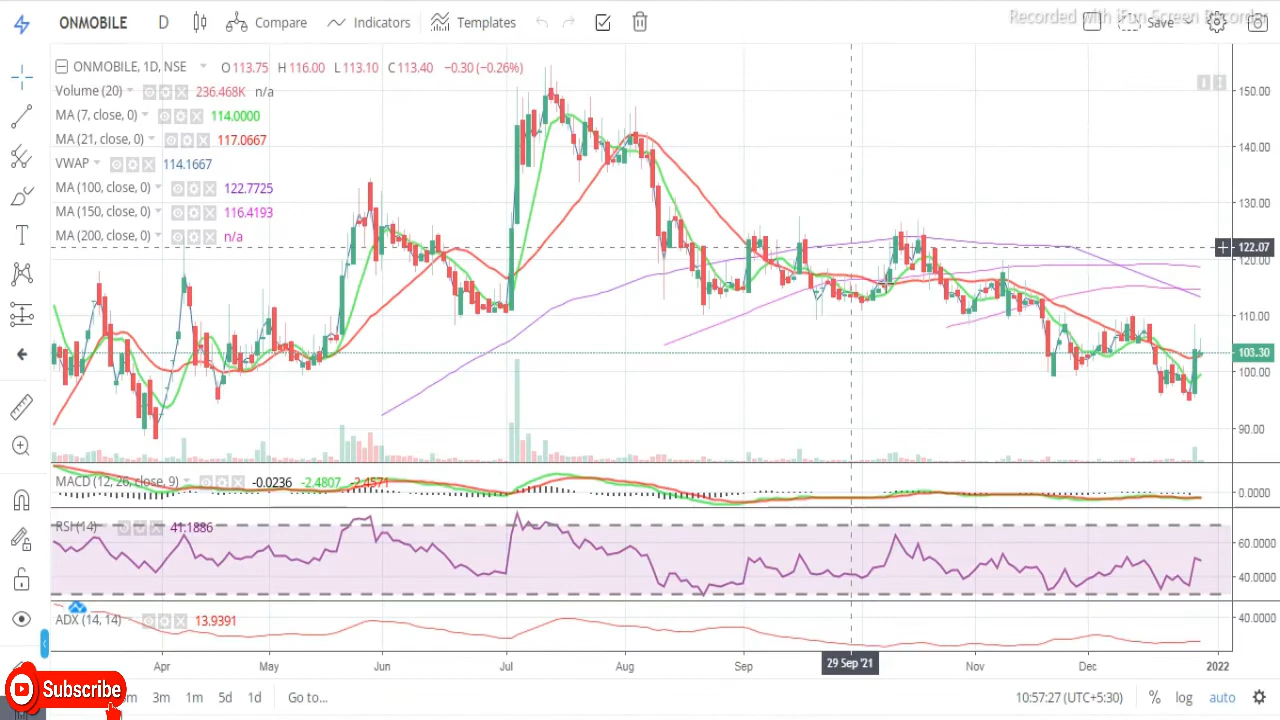 Recorded with iFun Screen Recorder
ONMOBILE D Compare Indicators Templates Save
ONMOBILE, 1D, NSE O 113.75 H 116.00 L 113.10 C 113.40 −0.30 (−0.26%)
Volume (20) 236.468K n/a
MA (7, close, 0) 114.0000
MA (21, close, 0) 117.0667
VWAP 114.1667
MA (100, close, 0) 122.7725
MA (150, close, 0) 116.4193
MA (200, close, 0) n/a
150.00
140.00
130.00
122.07
120.00
110.00
103.30
100.00
90.00
MACD (12, 26, close, 9) -0.0236 -2.4807 -2.4571
0.0000
RSI (14) 41.1886
60.0000
40.0000
ADX (14, 14) 13.9391
40.0000
Apr May Jun Jul Aug Sep 29 Sep '21 Nov Dec 2022
Subscribe
3m 1m 5d 1d Go to... 10:57:27 (UTC+5:30) % log auto